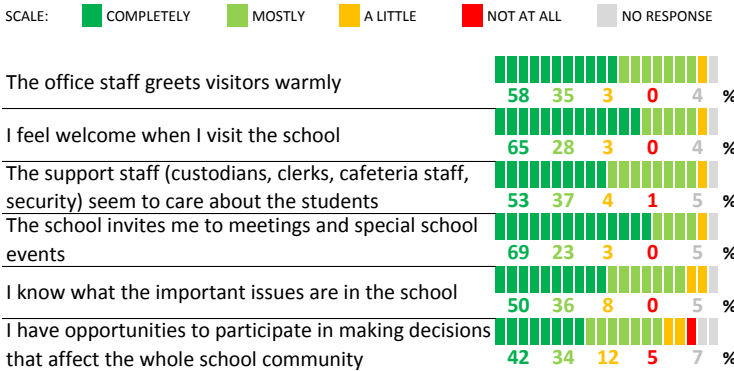 SCALE: COMPLETELY MOSTLY A LITTLE NOT AT ALL NO RESPONSE
The office staff greets visitors warmly
58 35 3 0 4 %
I feel welcome when I visit the school
65 28 3 0 4 %
The support staff (custodians, clerks, cafeteria staff,
security) seem to care about the students
53 37 4 1 5 %
The school invites me to meetings and special school
events
69 23 3 0 5 %
I know what the important issues are in the school
50 36 8 0 5 %
I have opportunities to participate in making decisions
that affect the whole school community
42 34 12 5 7 %